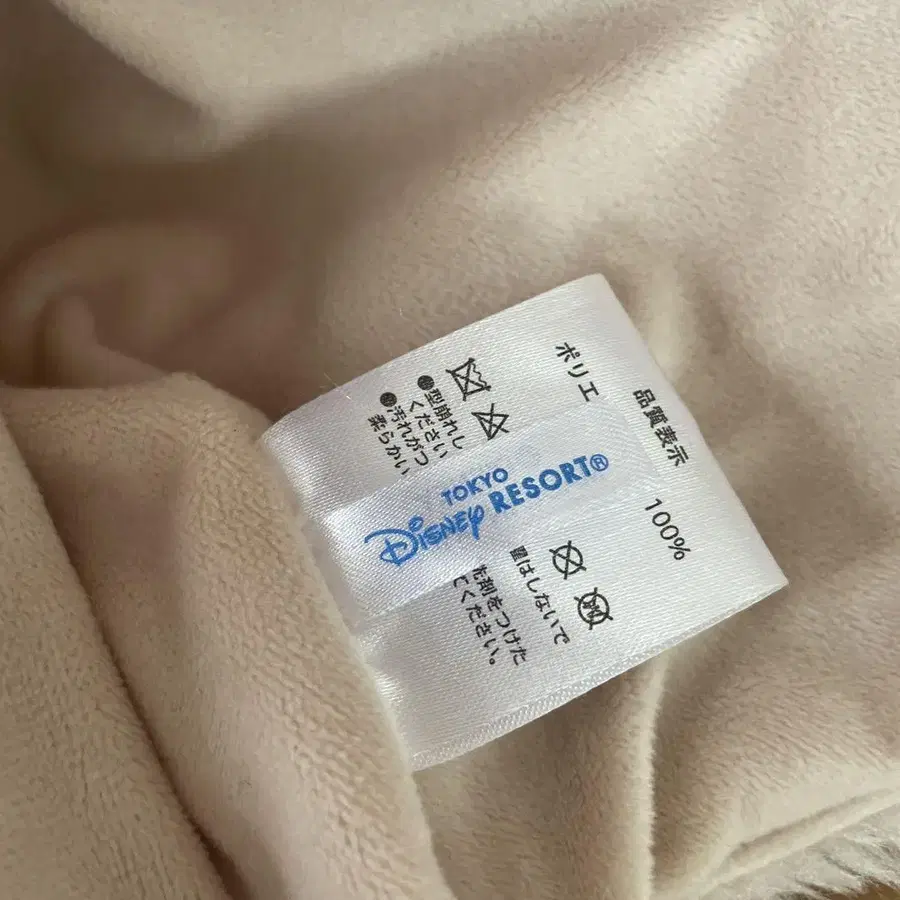 品質表示
ポリエ
100%
型崩れし
ください
汚れがつ
柔らかい
TOKYO
Disney RESORT®
はしないで
洗剤をつけた
てください。